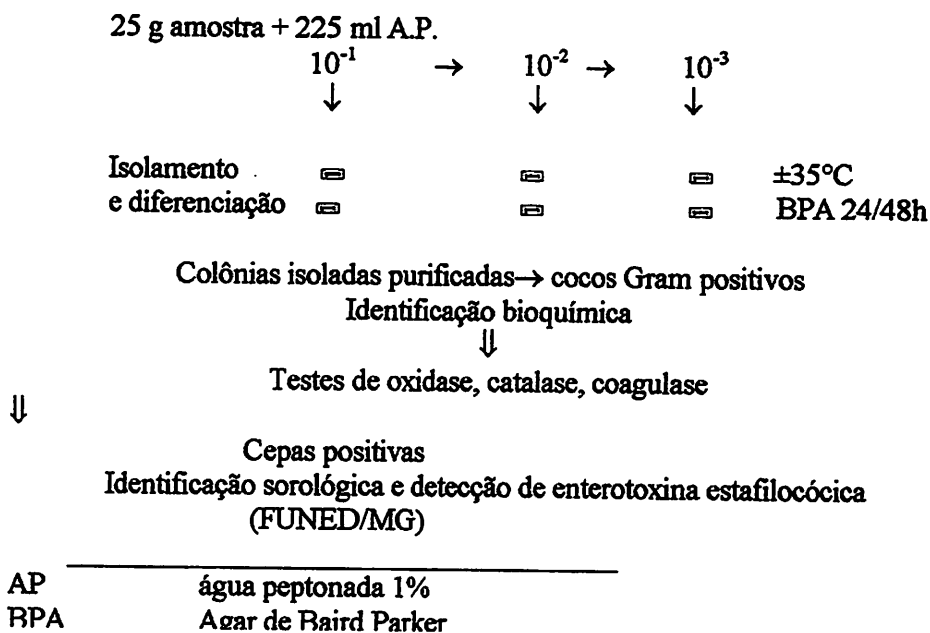 25 g amostra + 225 ml A.P.
10⁻¹ → 10⁻² → 10⁻³
↓ ↓ ↓
Isolamento ±35°C
e diferenciação BPA 24/48h
Colônias isoladas purificadas→ cocos Gram positivos
Identificação bioquímica
⇓
Testes de oxidase, catalase, coagulase
⇓
Cepas positivas
Identificação sorológica e detecção de enterotoxina estafilocócica
(FUNED/MG)
AP água peptonada 1%
BPA Agar de Baird Parker